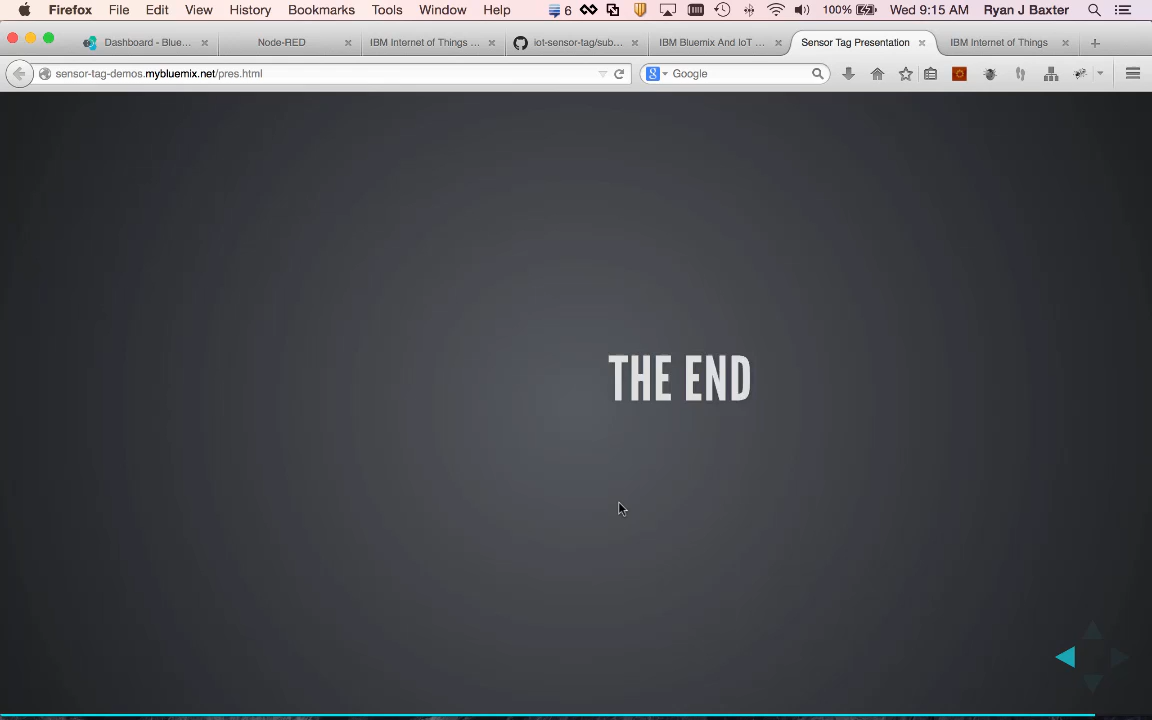 Firefox File Edit View History Bookmarks Tools Window Help 6 100% Wed 9:15 AM Ryan J Baxter
Dashboard - Blue... Node-RED IBM Internet of Things ... iot-sensor-tag/sub... IBM Bluemix And IoT ... Sensor Tag Presentation IBM Internet of Things
sensor-tag-demos.mybluemix.net/pres.html Google
THE END